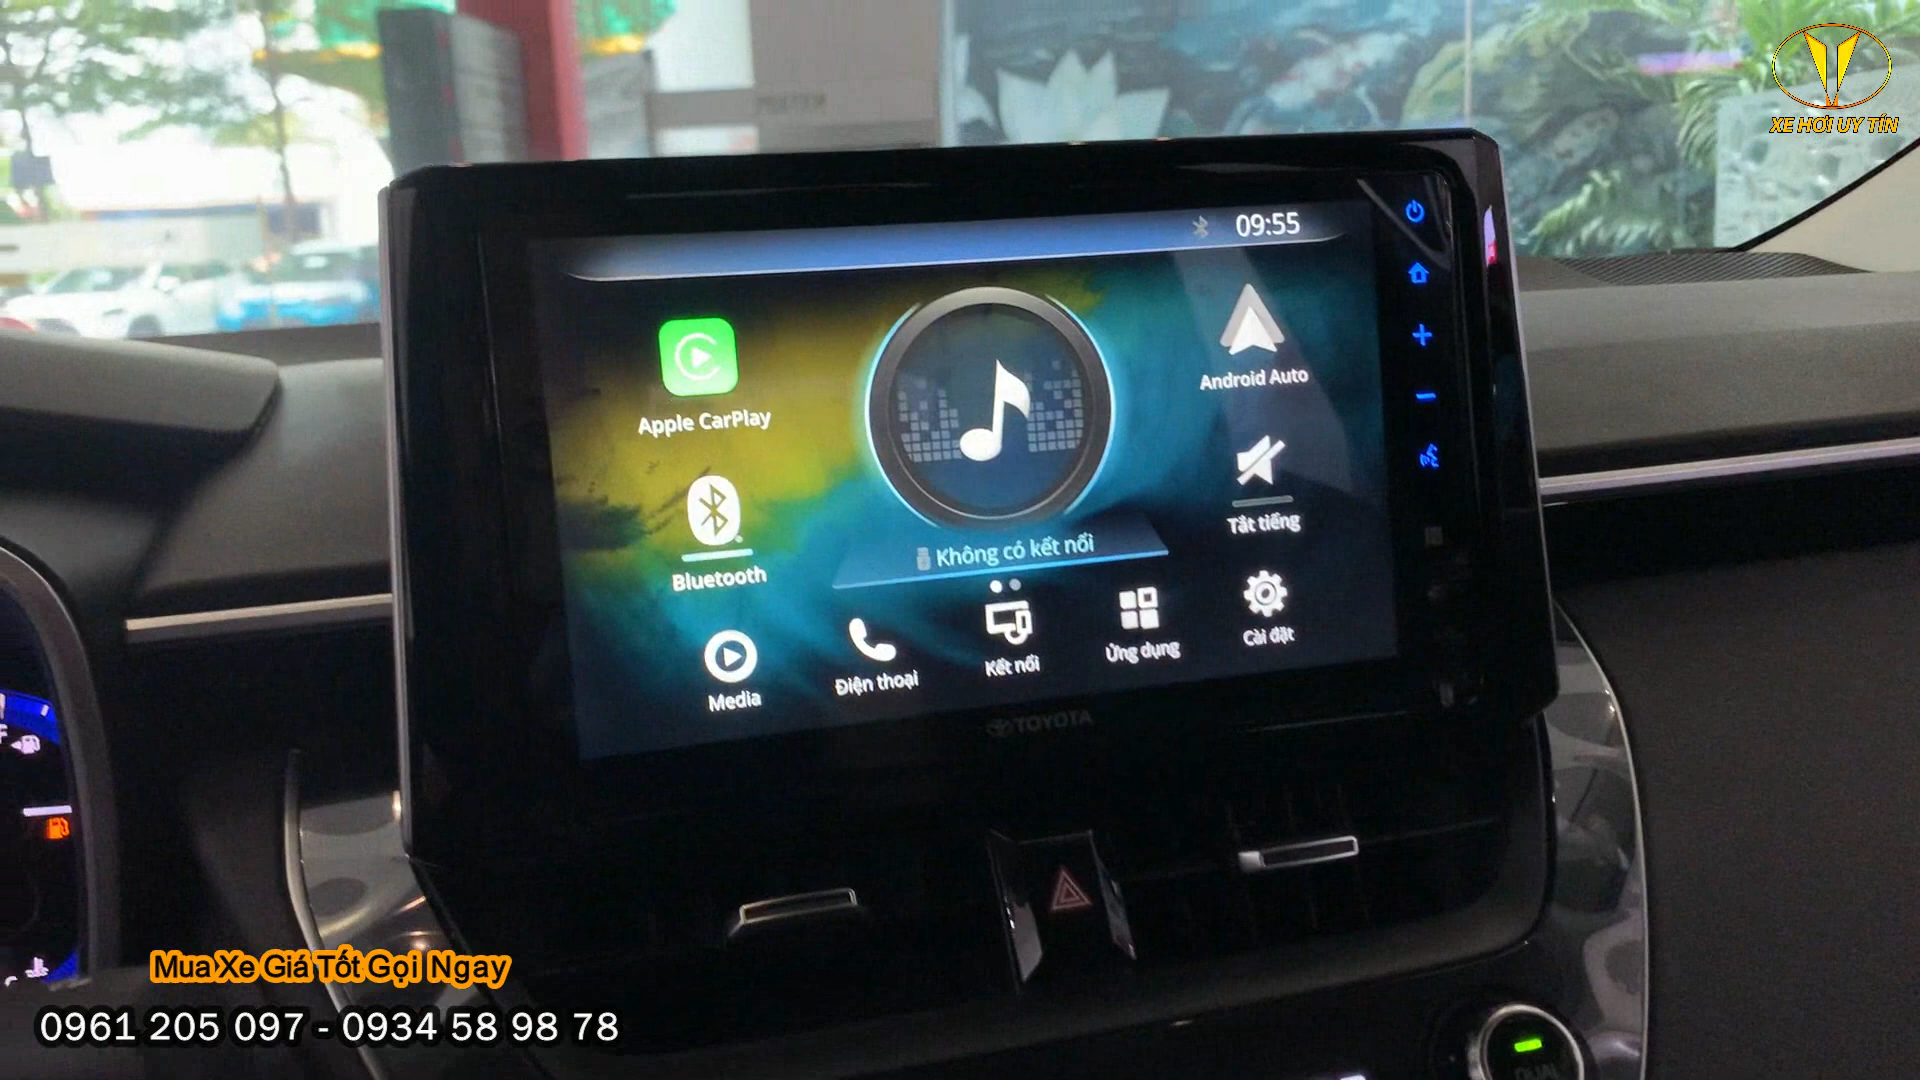 XE HƠI UY TÍN
09:55
Apple CarPlay
Android Auto
Bluetooth
Không có kết nối
Tắt tiếng
Media
Điện thoại
Kết nối
Ứng dụng
Cài đặt
TOYOTA
F
C
DUAL
Mua Xe Giá Tốt Gọi Ngay
0961 205 097 - 0934 58 98 78